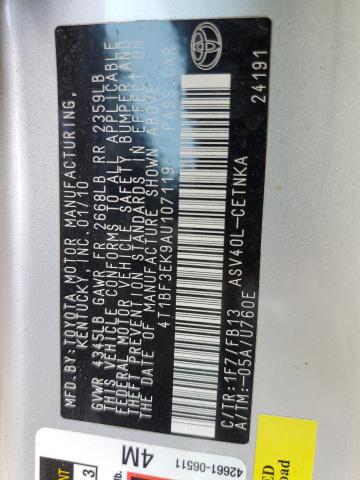 MFD.BY:TOYOTA MOTOR MANUFACTURING,
KENTUCKY, INC. 01/10
GVWR 4345LB GAWR FR 2668LB RR 2359LB
THIS VEHICLE CONFORMS TO ALL APPLICABLE
FEDERAL MOTOR VEHICLE SAFETY BUMPER, AND
THEFT PREVENTION STANDARDS IN EFFECT ON
THE DATE OF MANUFACTURE SHOWN ABOVE.
4T1BF3EK9AU107119 PASS.CAR
C/TR:1F7/FB13 ASV40L-CETNKA
A/TM:-05A/U760E
24191
TOYOTA
42661-06511
4M